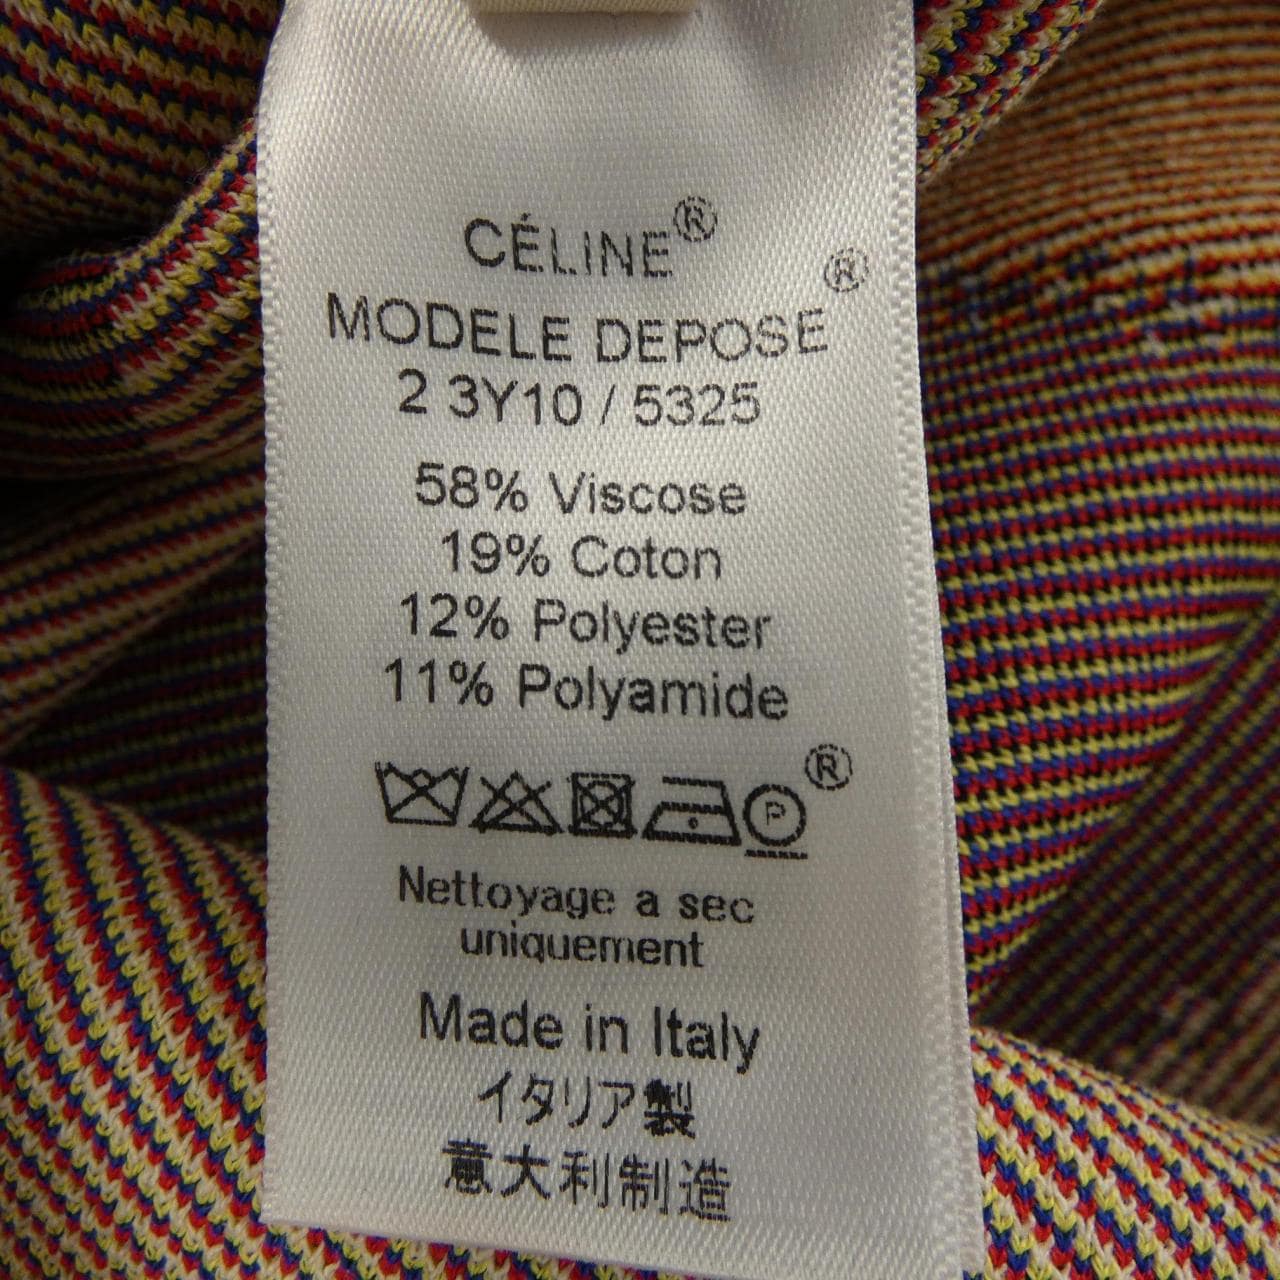 CÉLINE®
MODELE DEPOSE®
2 3Y10 / 5325
58% Viscose
19% Coton
12% Polyester
11% Polyamide
P ®
Nettoyage a sec
uniquement
Made in Italy
イタリア製
意大利制造